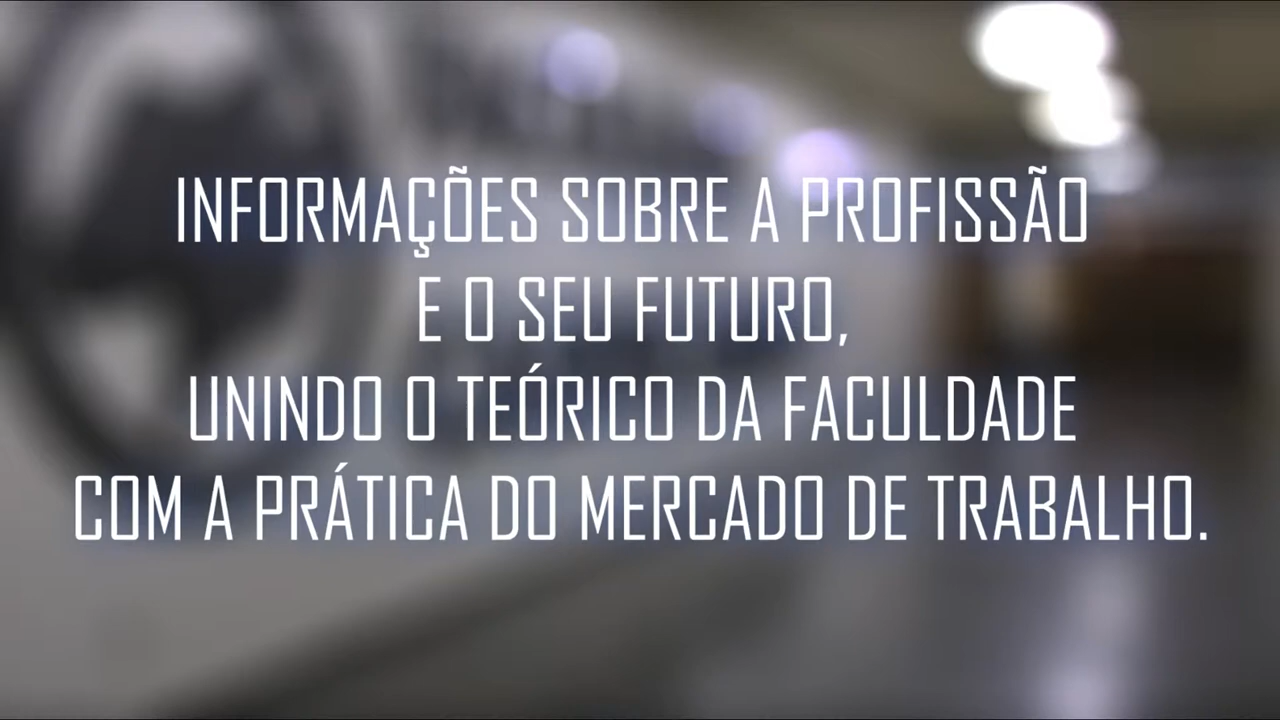 INFORMAÇÕES SOBRE A PROFISSÃO
E O SEU FUTURO,
UNINDO O TEÓRICO DA FACULDADE
COM A PRÁTICA DO MERCADO DE TRABALHO.